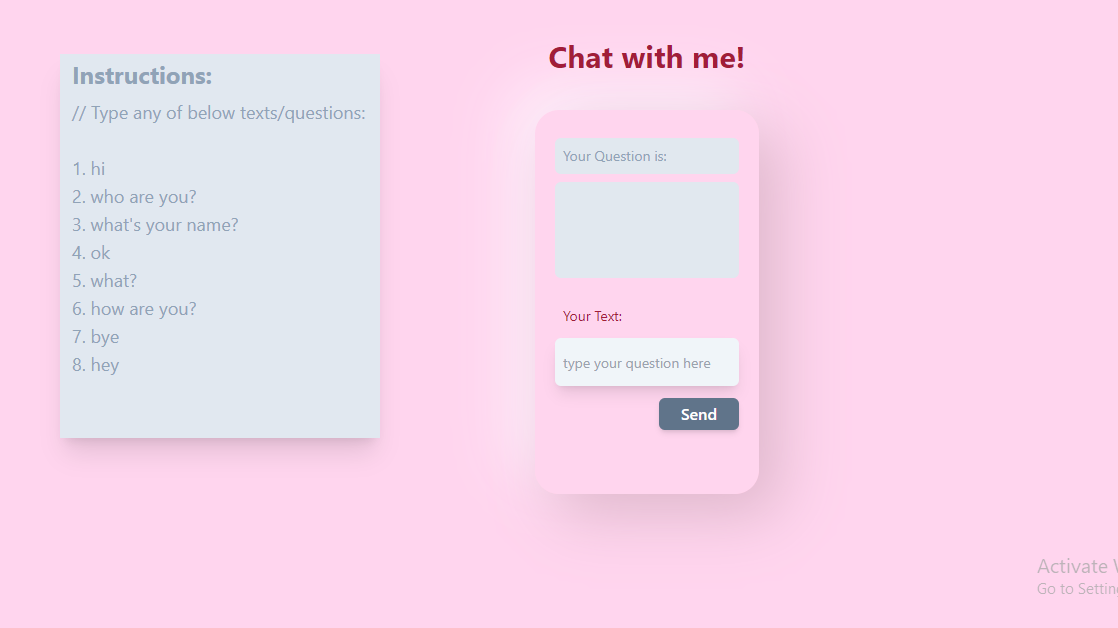 Instructions:
// Type any of below texts/questions:
1. hi
2. who are you?
3. what's your name?
4. ok
5. what?
6. how are you?
7. bye
8. hey
Chat with me!
Your Question is:
Your Text:
type your question here
Send
Activate
Go to